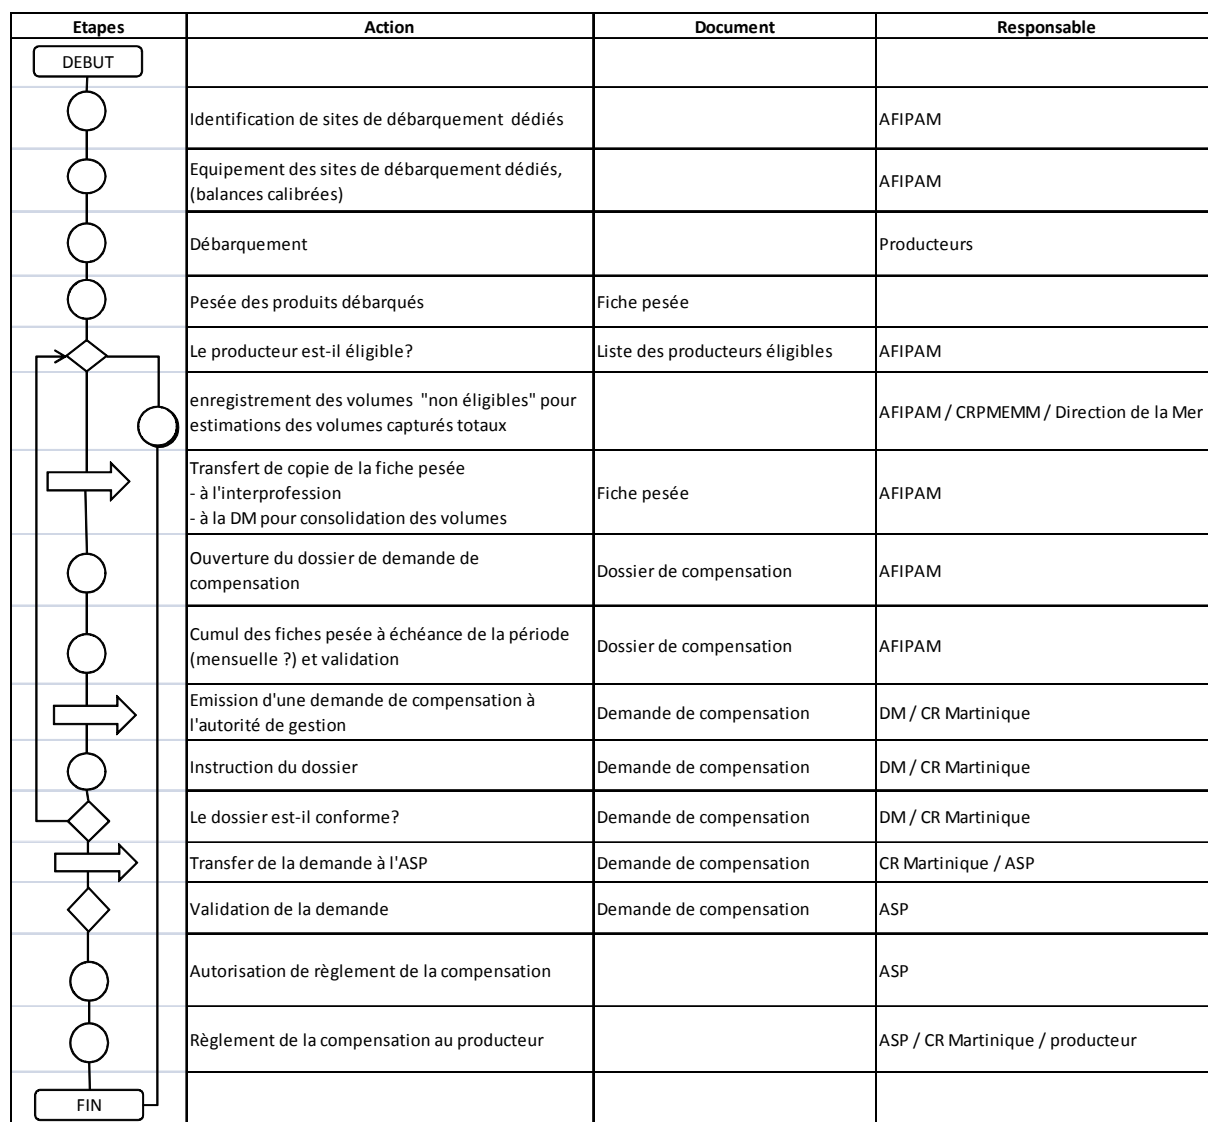 Etapes Action Document Responsable
DEBUT
Identification de sites de débarquement dédiés AFIPAM
Equipement des sites de débarquement dédiés,
(balances calibrées) AFIPAM
Débarquement Producteurs
Pesée des produits débarqués Fiche pesée
Le producteur est-il éligible? Liste des producteurs éligibles AFIPAM
enregistrement des volumes "non éligibles" pour
estimations des volumes capturés totaux AFIPAM / CRPMEMM / Direction de la Mer
Transfert de copie de la fiche pesée
- à l'interprofession Fiche pesée AFIPAM
- à la DM pour consolidation des volumes
Ouverture du dossier de demande de
compensation Dossier de compensation AFIPAM
Cumul des fiches pesée à échéance de la période
(mensuelle ?) et validation Dossier de compensation AFIPAM
Emission d'une demande de compensation à
l'autorité de gestion Demande de compensation DM / CR Martinique
Instruction du dossier Demande de compensation DM / CR Martinique
Le dossier est-il conforme? Demande de compensation DM / CR Martinique
Transfer de la demande à l'ASP Demande de compensation CR Martinique / ASP
Validation de la demande Demande de compensation ASP
Autorisation de règlement de la compensation ASP
Règlement de la compensation au producteur ASP / CR Martinique / producteur
FIN